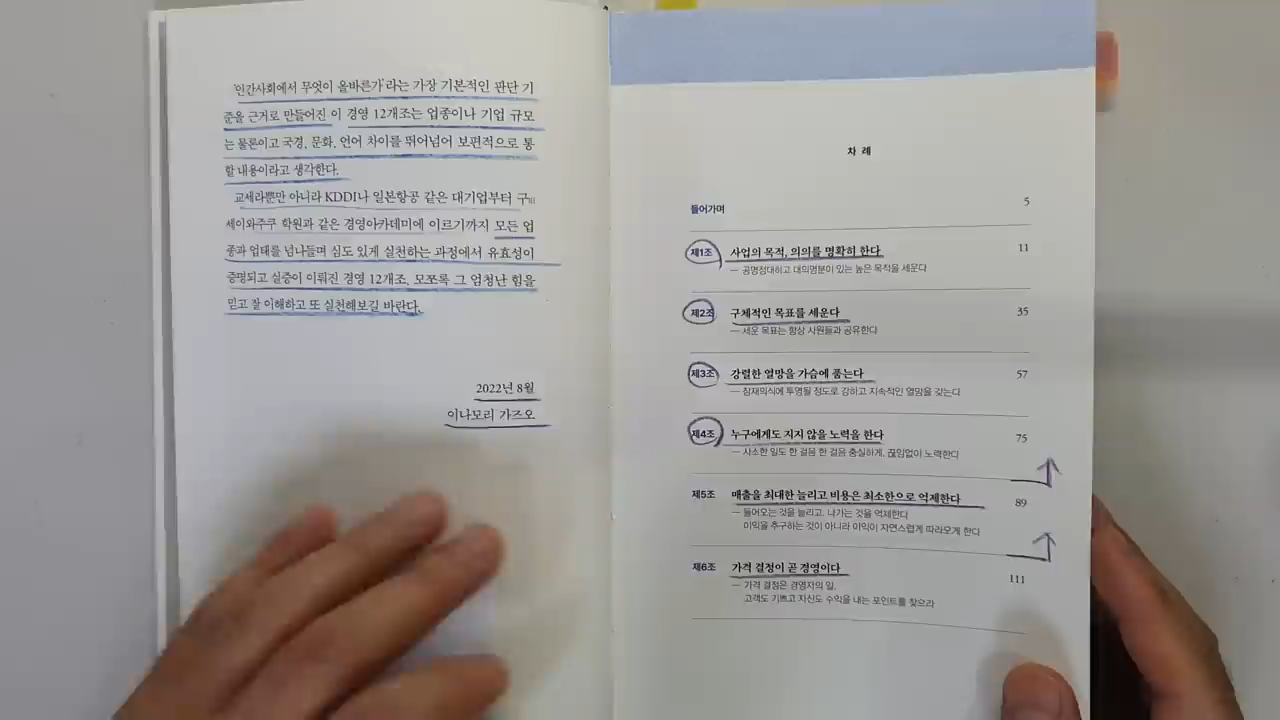 '인간사회에서 무엇이 올바른가'라는 가장 기본적인 판단 기
준을 근거로 만들어진 이 경영 12개조는 업종이나 기업 규모
는 물론이고 국경, 문화, 언어 차이를 뛰어넘어 보편적으로 통
할 내용이라고 생각한다.
교세라뿐만 아니라 KDDI나 일본항공 같은 대기업부터
세이와주쿠 학원과 같은 경영아카데미에 이르기까지 모든 업
종과 업태를 넘나들며 심도 있게 실천하는 과정에서 유효성이
증명되고 실증이 이뤄진 경영 12개조, 모쪼록 그 엄청난 힘을
믿고 잘 이해하고 또 실천해보길 바란다.
2022년 8월
이나모리 가즈오
차례
들어가며 5
제1조 사업의 목적, 의의를 명확히 한다 11
— 공명정대하고 대의명분이 있는 높은 목적을 세운다
제2조 구체적인 목표를 세운다 35
— 세운 목표는 항상 사원들과 공유한다
제3조 강렬한 열망을 가슴에 품는다 57
— 잠재의식에 투영될 정도로 강하고 지속적인 열망을 갖는다
제4조 누구에게도 지지 않을 노력을 한다 75
— 사소한 일도 한 걸음 한 걸음 충실하게, 끊임없이 노력한다
제5조 매출을 최대한 늘리고 비용은 최소한으로 억제한다 89
— 들어오는 것을 늘리고, 나가는 것을 억제한다
이익을 추구하는 것이 아니라 이익이 자연스럽게 따라오게 한다
제6조 가격 결정이 곧 경영이다 111
— 가격 결정은 경영자의 일,
고객도 기쁘고 자신도 수익을 내는 포인트를 찾으라